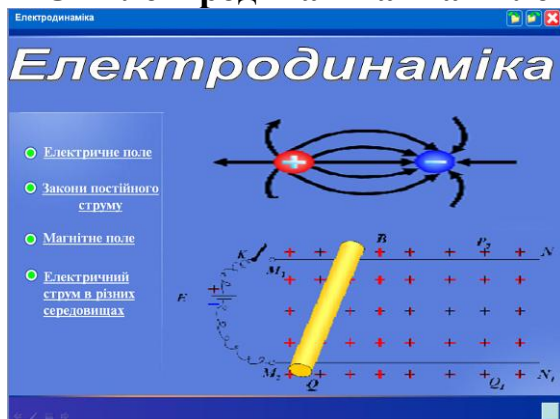 Електродинаміка
Електродинаміка
Електричне поле
Закони постійного
струму
Магнітне поле
Електричний
струм в різних
середовищах
+ −
K
B
P₂
N
M₁
E
M₂
Q
Q₁
N₁